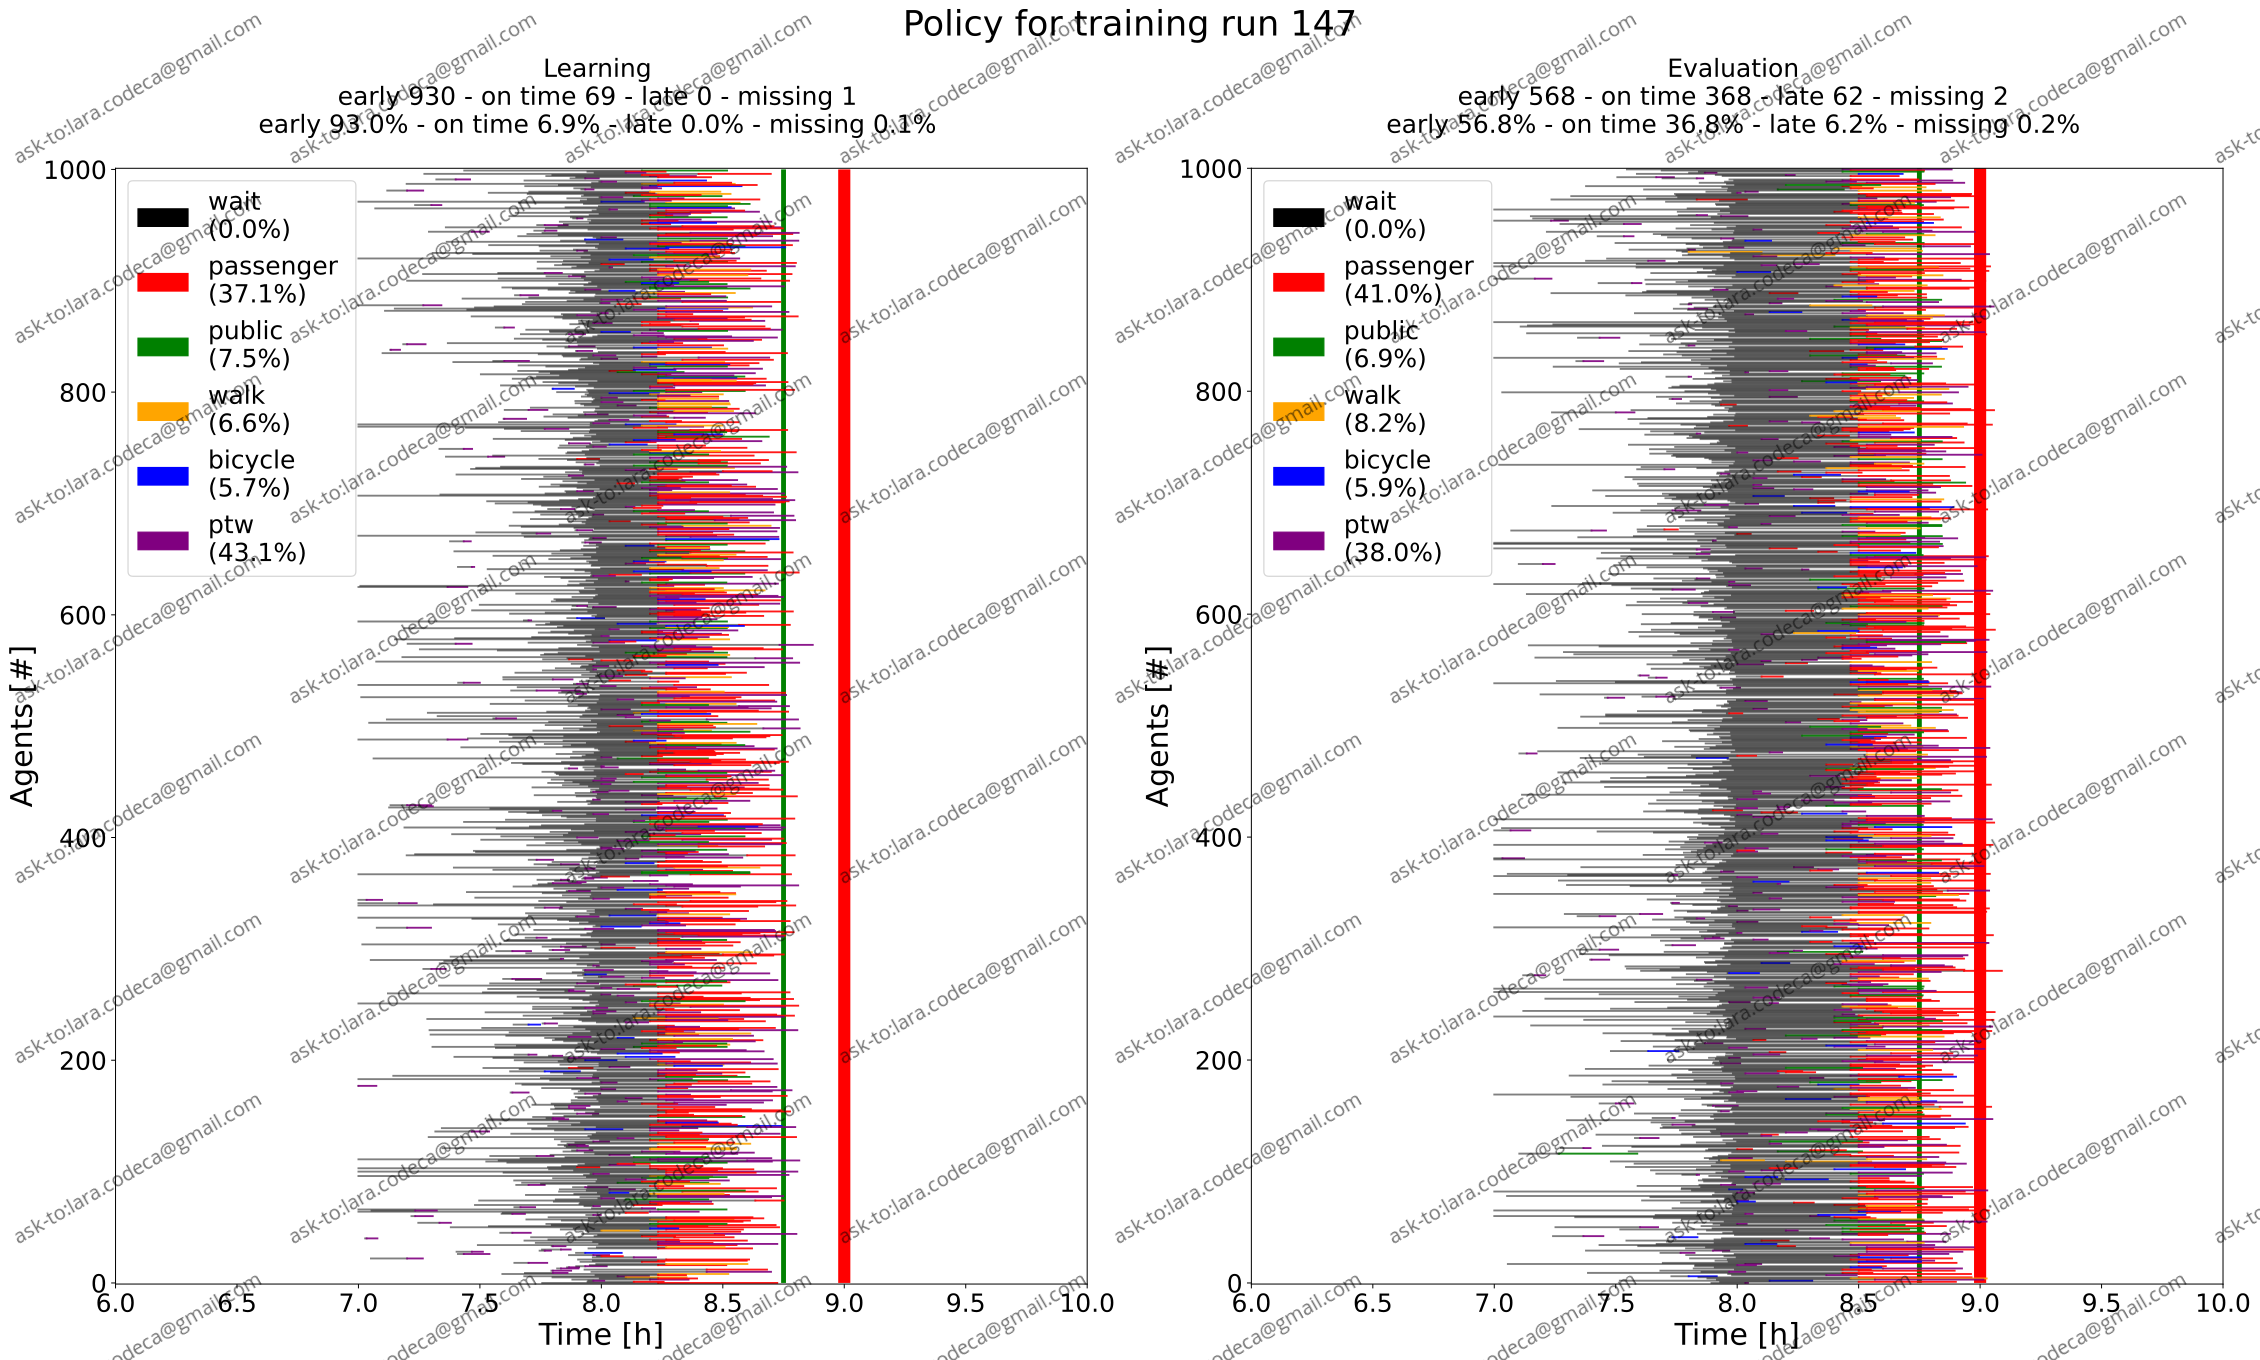 Policy for training run 147
Learning
early 930 - on time 69 - late 0 - missing 1
early 93.0% - on time 6.9% - late 0.0% - missing 0.1%
Evaluation
early 568 - on time 368 - late 62 - missing 2
early 56.8% - on time 36.8% - late 6.2% - missing 0.2%
Agents [#]
1000
800
600
400
200
0
wait
(0.0%)
passenger
(37.1%)
public
(7.5%)
walk
(6.6%)
bicycle
(5.7%)
ptw
(43.1%)
6.0 6.5 7.0 7.5 8.0 8.5 9.0 9.5 10.0
Time [h]
Agents [#]
1000
800
600
400
200
0
wait
(0.0%)
passenger
(41.0%)
public
(6.9%)
walk
(8.2%)
bicycle
(5.9%)
ptw
(38.0%)
6.0 6.5 7.0 7.5 8.0 8.5 9.0 9.5 10.0
Time [h]
ask-to:lara.codeca@gmail.com